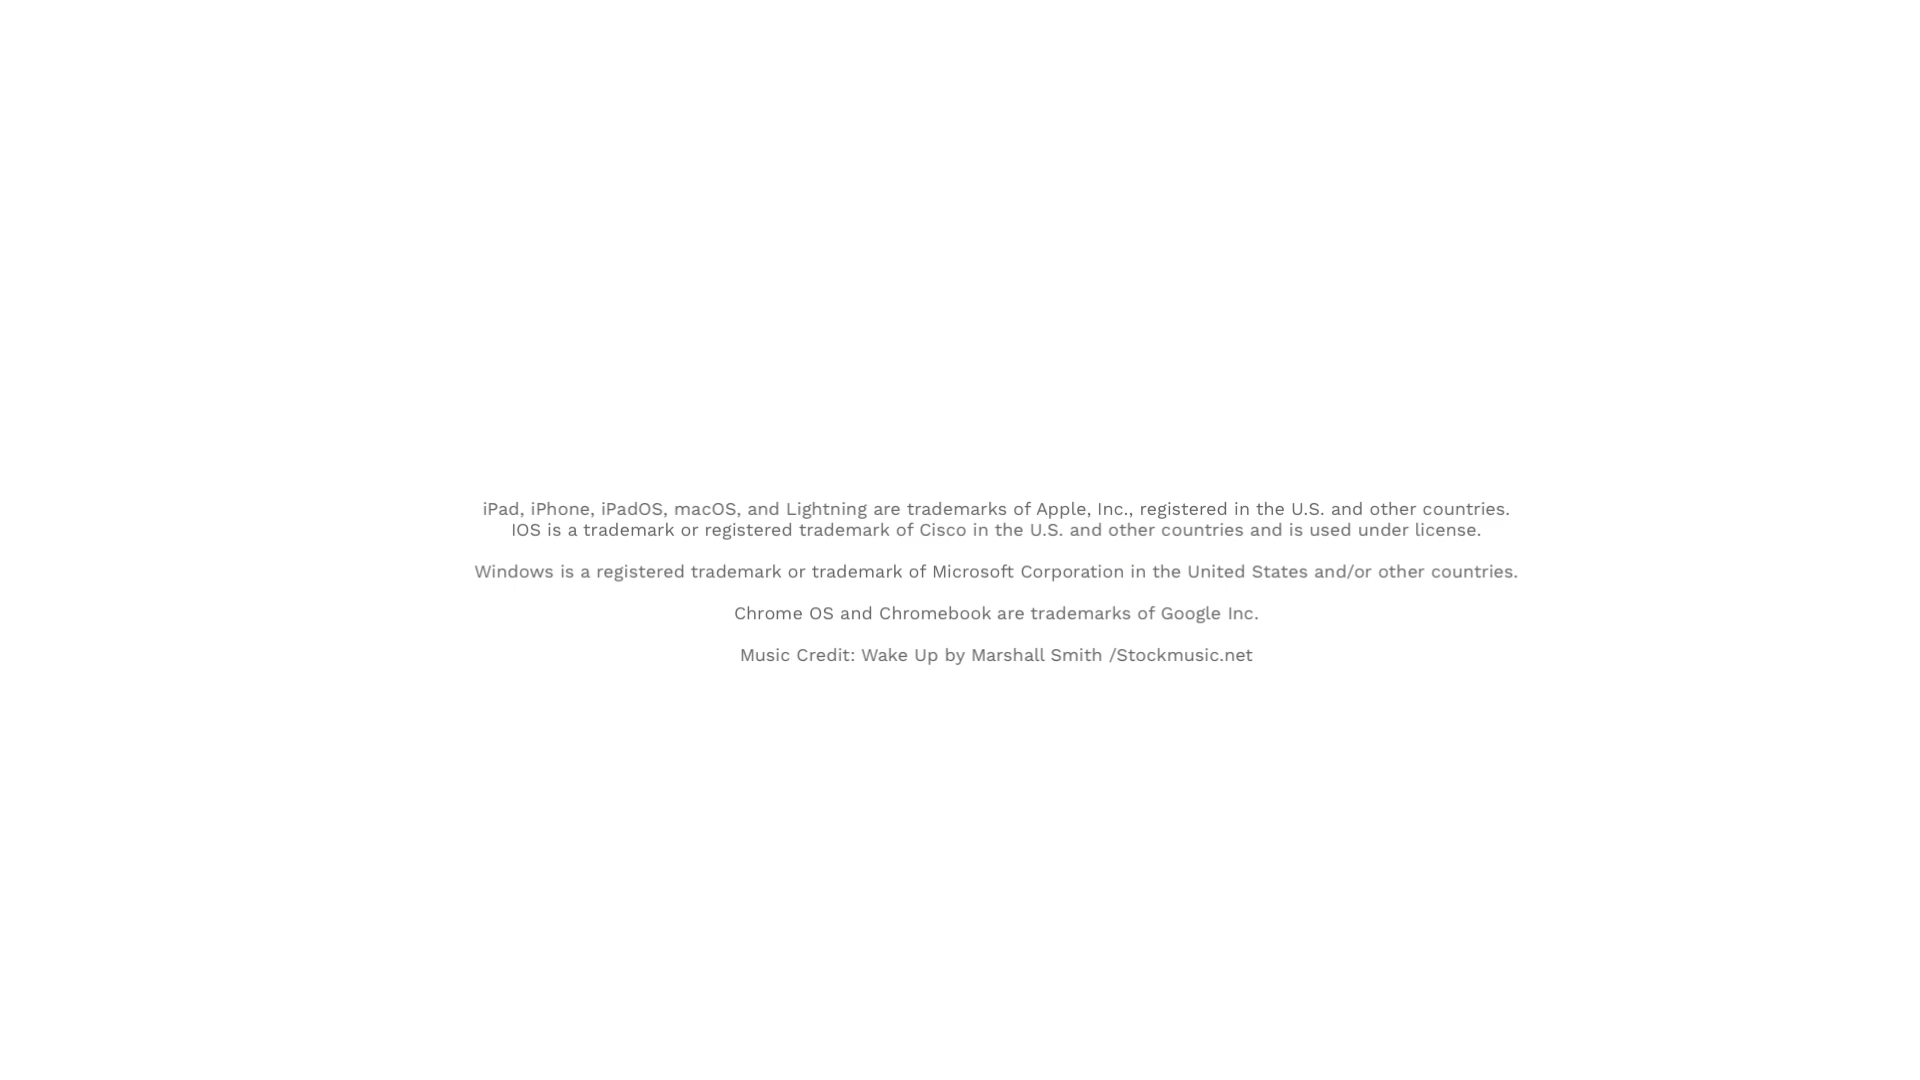 iPad, iPhone, iPadOS, macOS, and Lightning are trademarks of Apple, Inc., registered in the U.S. and other countries.
IOS is a trademark or registered trademark of Cisco in the U.S. and other countries and is used under license.
Windows is a registered trademark or trademark of Microsoft Corporation in the United States and/or other countries.
Chrome OS and Chromebook are trademarks of Google Inc.
Music Credit: Wake Up by Marshall Smith /Stockmusic.net